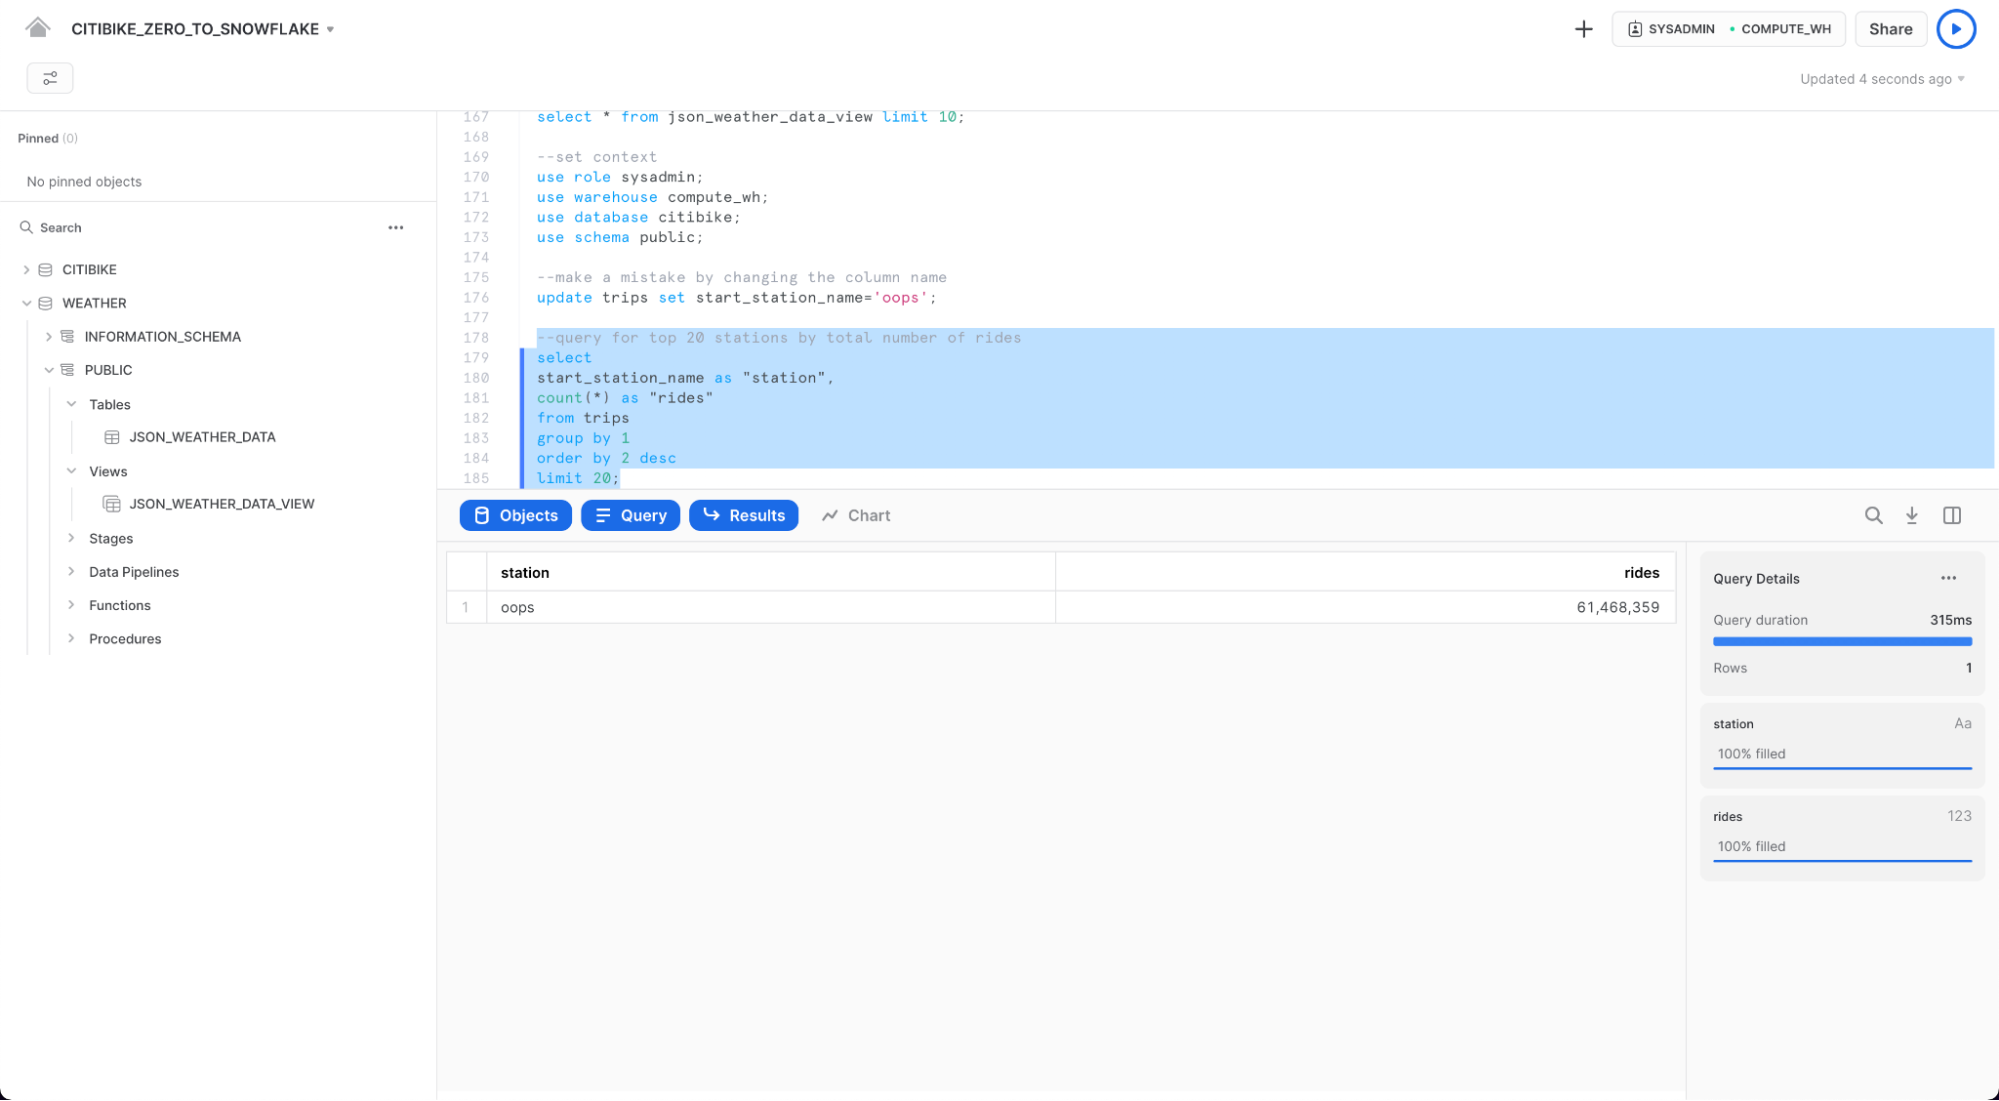 CITIBIKE_ZERO_TO_SNOWFLAKE
SYSADMIN • COMPUTE_WH
Share
Updated 4 seconds ago
Pinned (0)
No pinned objects
Search
CITIBIKE
WEATHER
INFORMATION_SCHEMA
PUBLIC
Tables
JSON_WEATHER_DATA
Views
JSON_WEATHER_DATA_VIEW
Stages
Data Pipelines
Functions
Procedures
167 select * from json_weather_data_view limit 10;
168
169 --set context
170 use role sysadmin;
171 use warehouse compute_wh;
172 use database citibike;
173 use schema public;
174
175 --make a mistake by changing the column name
176 update trips set start_station_name='oops';
177
178 --query for top 20 stations by total number of rides
179 select
180 start_station_name as "station",
181 count(*) as "rides"
182 from trips
183 group by 1
184 order by 2 desc
185 limit 20;
Objects Query Results Chart
station rides
1 oops 61,468,359
Query Details
Query duration 315ms
Rows 1
station Aa
100% filled
rides 123
100% filled